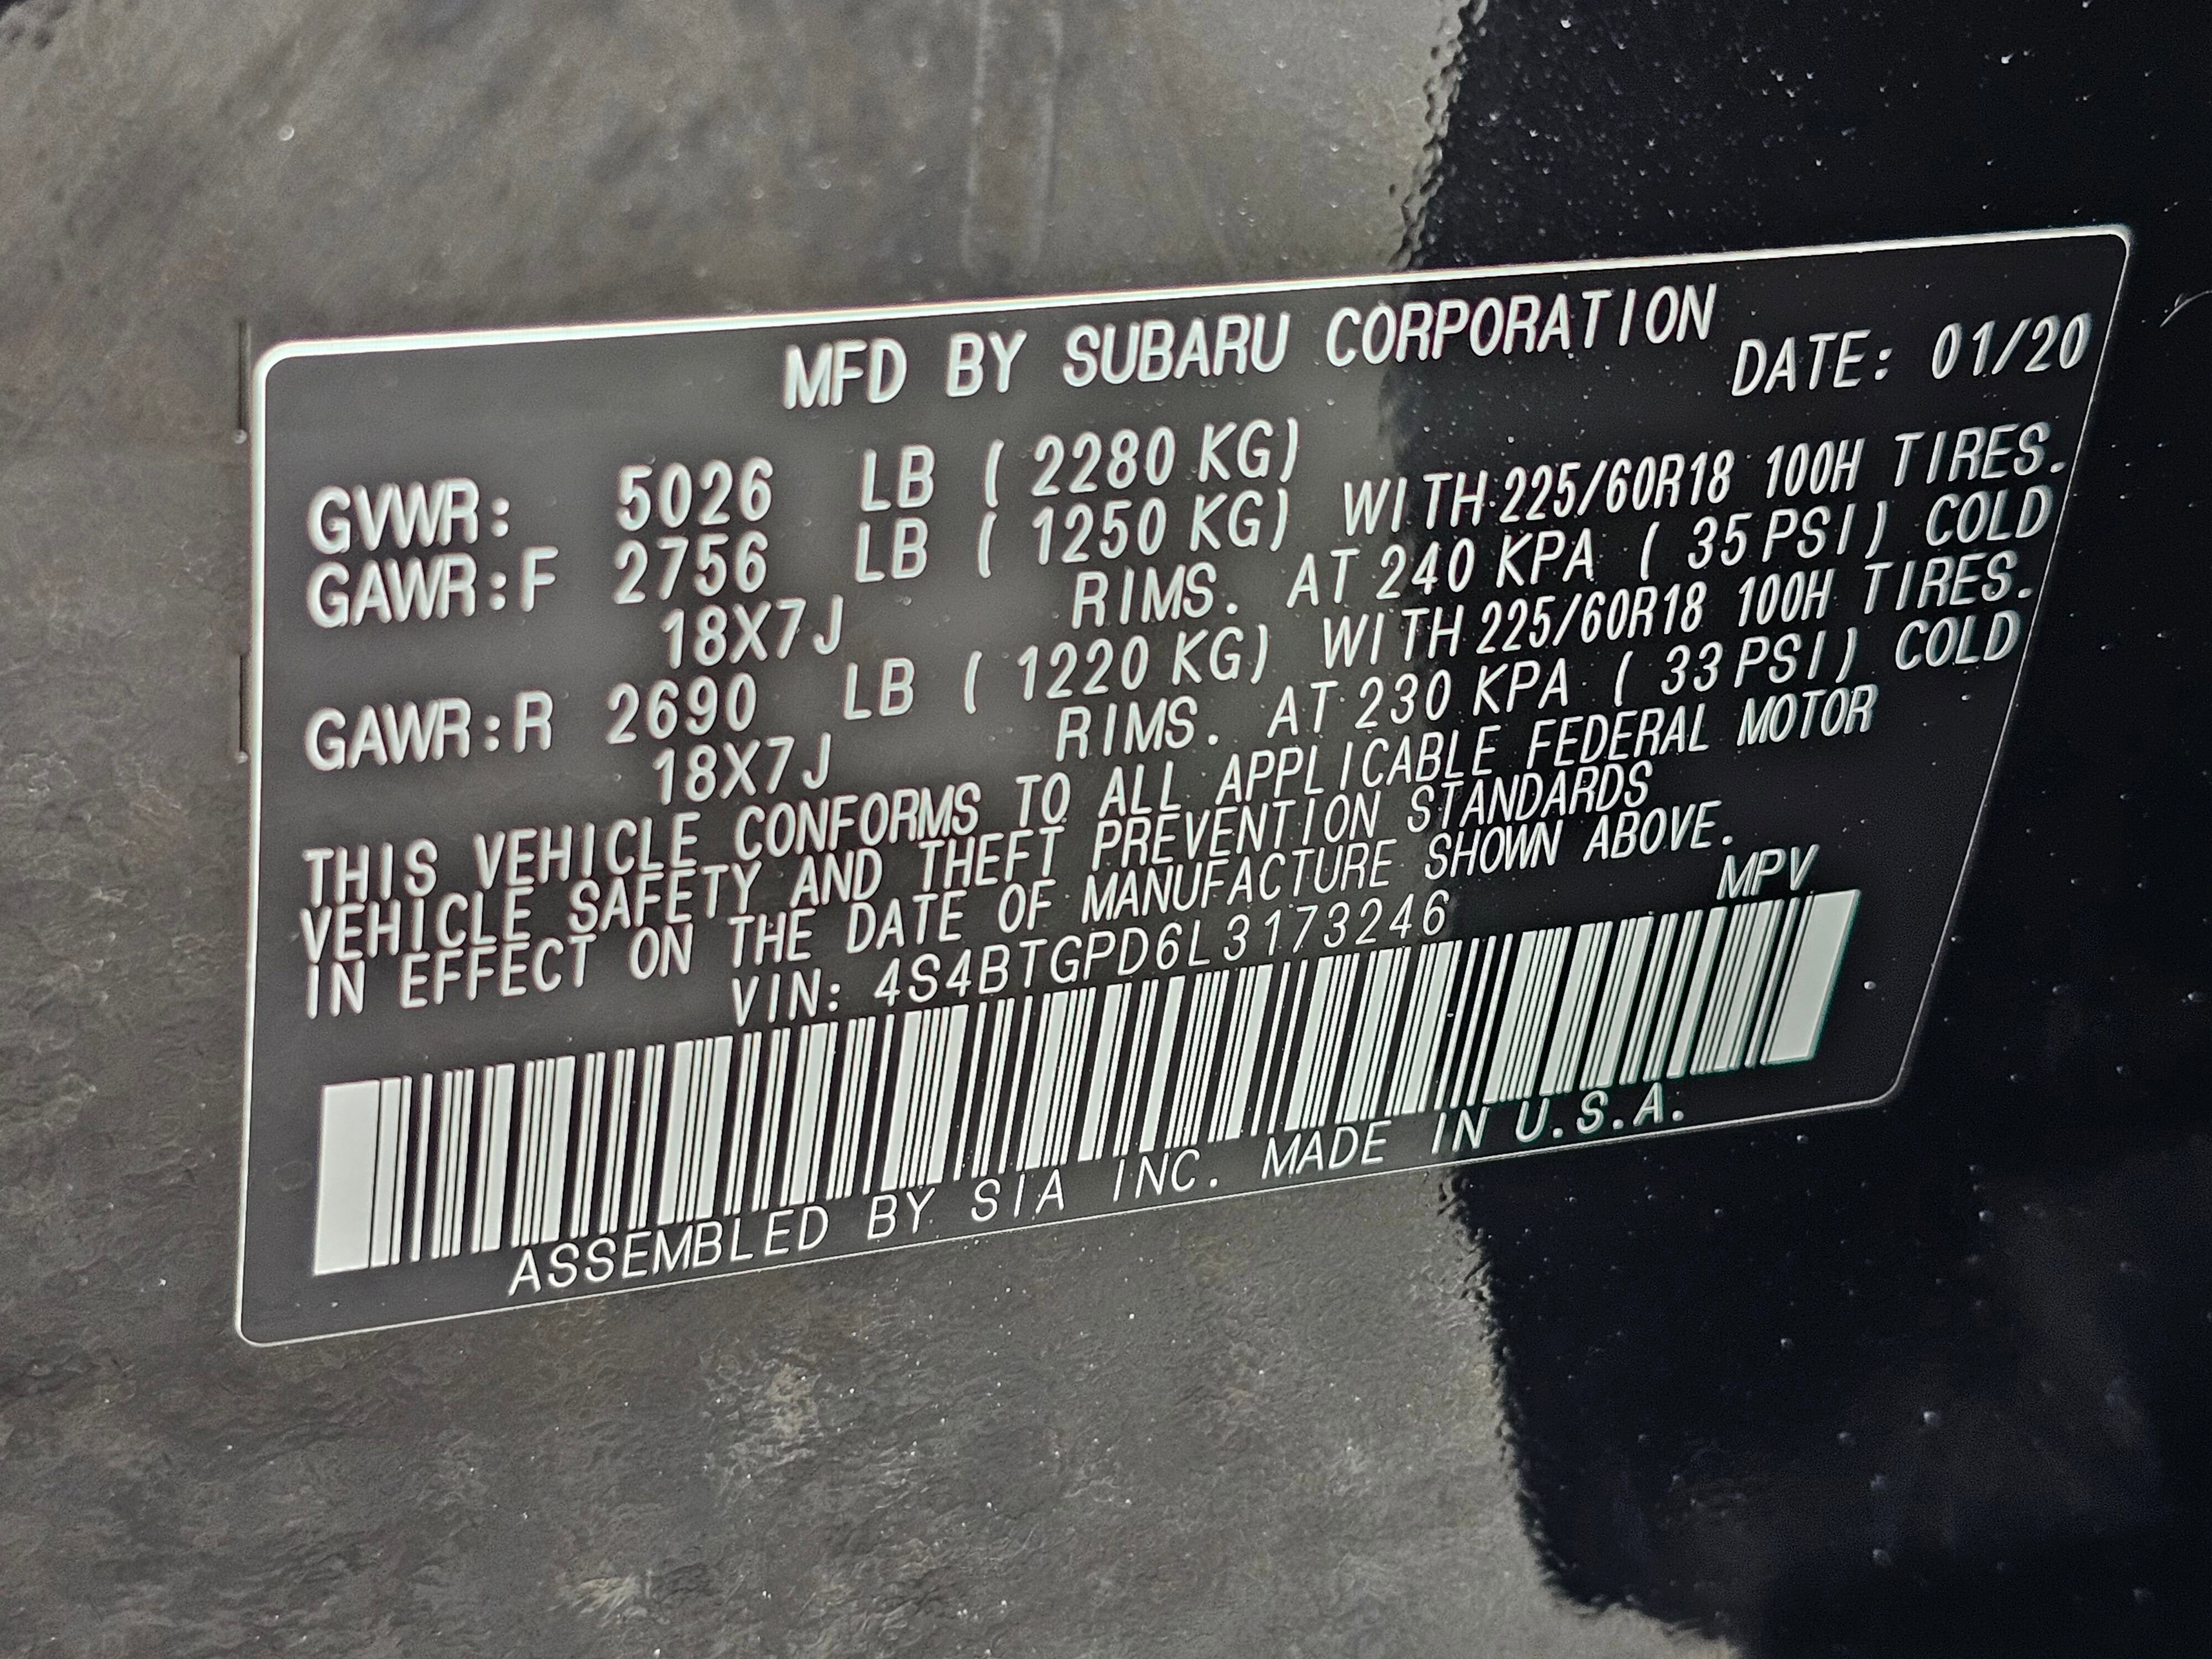 MFD BY SUBARU CORPORATION
DATE: 01/20
GVWR: 5026 LB ( 2280 KG)
GAWR:F 2756 LB ( 1250 KG) WITH 225/60R18 100H TIRES.
18X7J RIMS. AT 240 KPA ( 35 PSI) COLD
GAWR:R 2690 LB ( 1220 KG) WITH 225/60R18 100H TIRES.
18X7J RIMS. AT 230 KPA ( 33 PSI) COLD
THIS VEHICLE CONFORMS TO ALL APPLICABLE FEDERAL MOTOR
VEHICLE SAFETY AND THEFT PREVENTION STANDARDS
IN EFFECT ON THE DATE OF MANUFACTURE SHOWN ABOVE.
VIN: 4S4BTGPD6L3173246 MPV
ASSEMBLED BY SIA INC. MADE IN U.S.A.